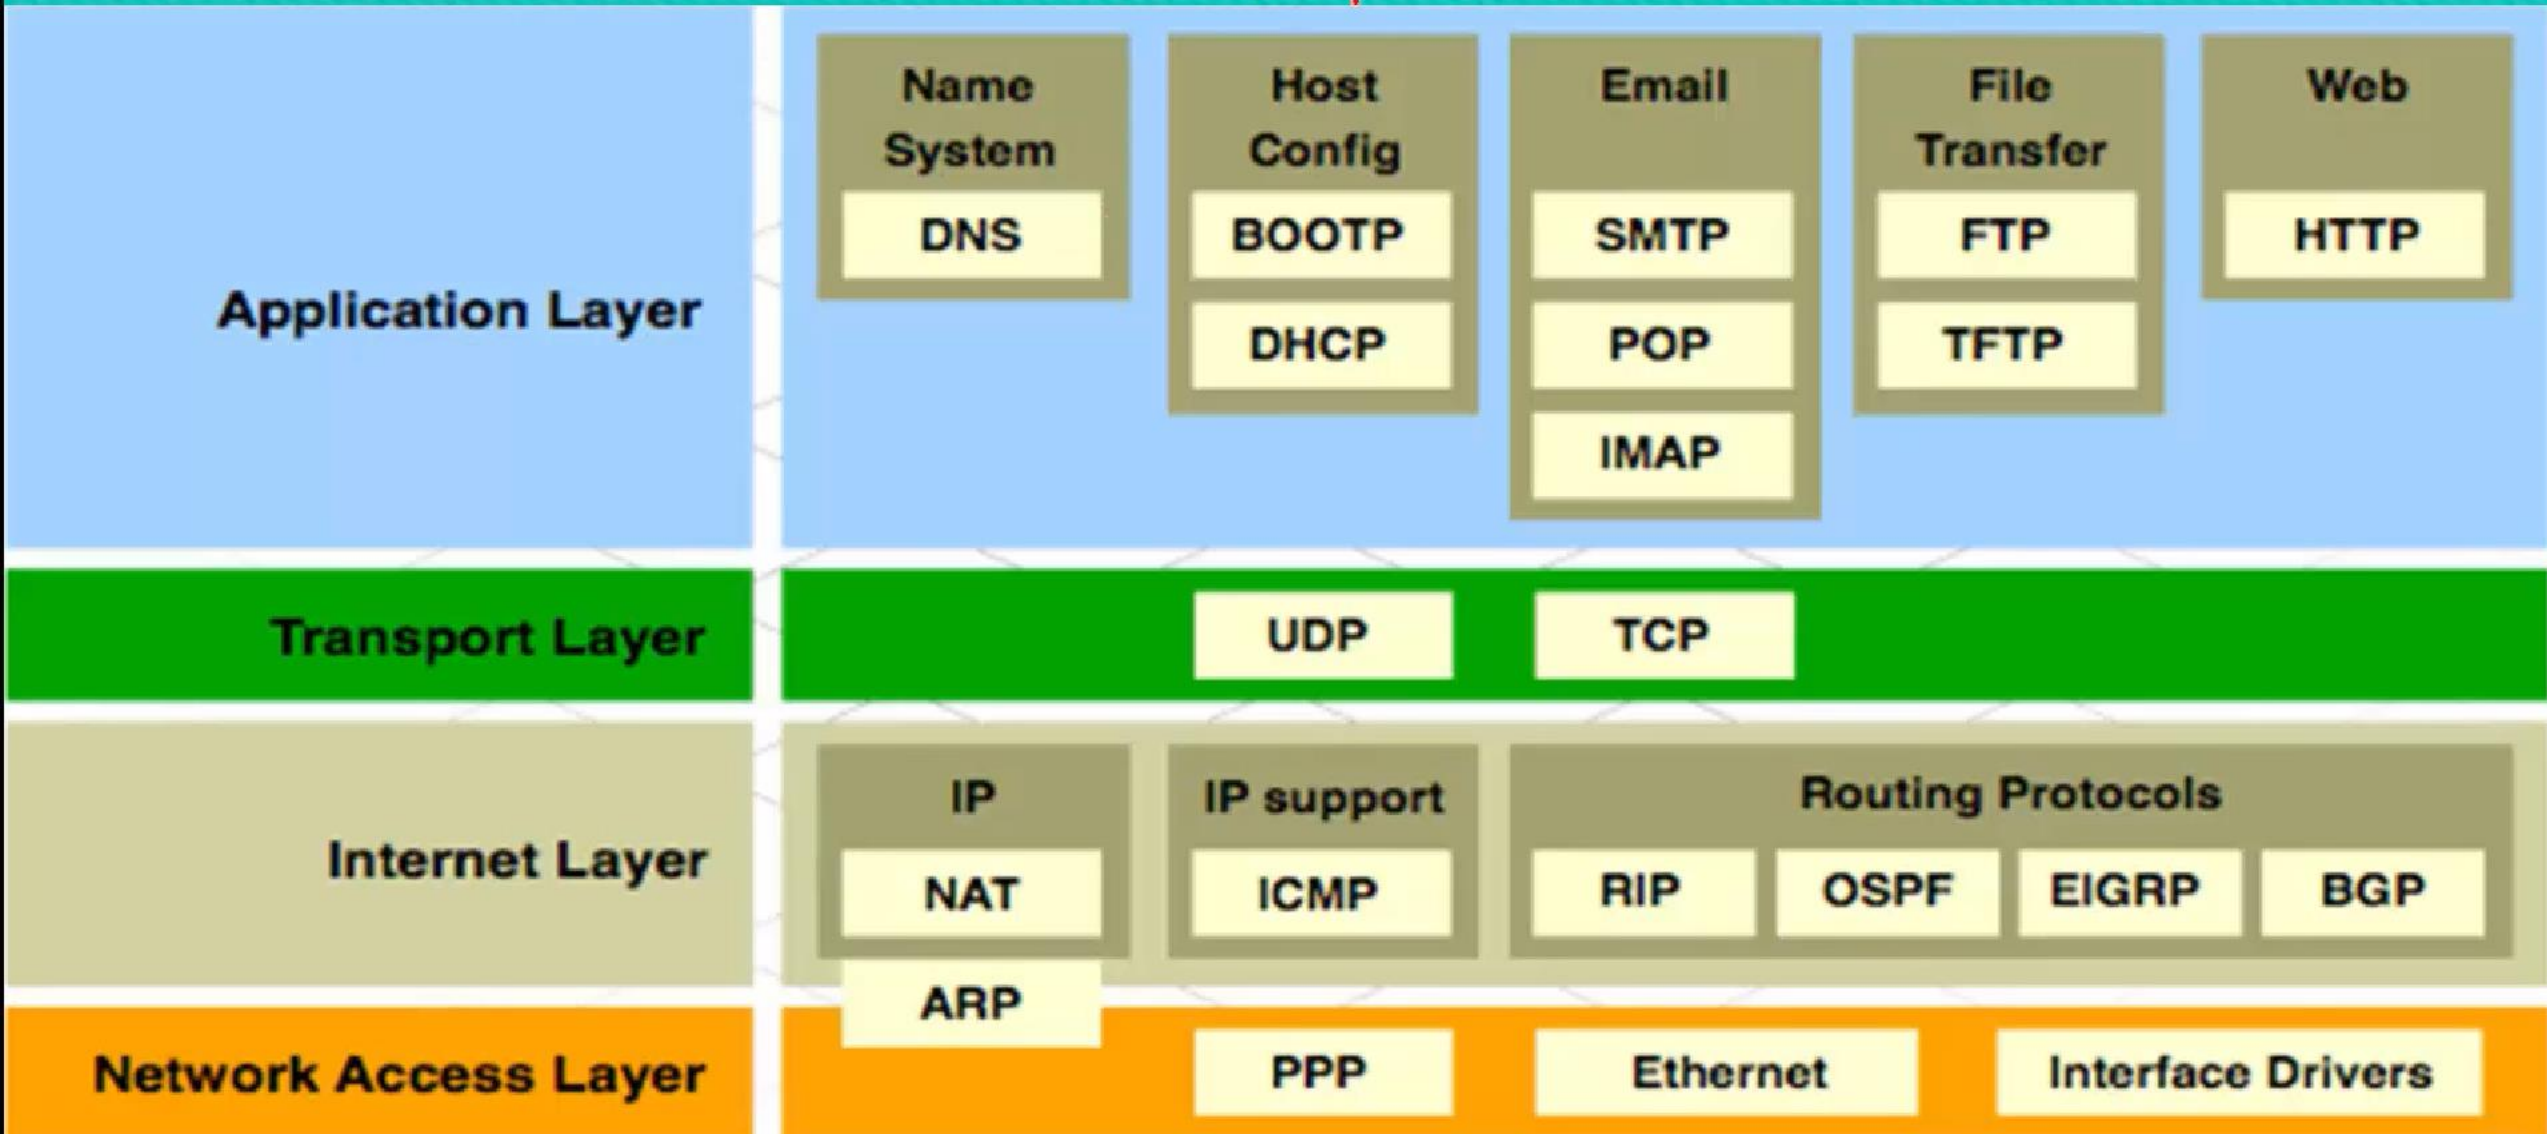 Application Layer
Name
System
DNS
Host
Config
BOOTP
DHCP
Email
SMTP
POP
IMAP
File
Transfer
FTP
TFTP
Web
HTTP
Transport Layer
UDP
TCP
Internet Layer
IP
NAT
ARP
IP support
ICMP
Routing Protocols
RIP
OSPF
EIGRP
BGP
Network Access Layer
PPP
Ethernet
Interface Drivers